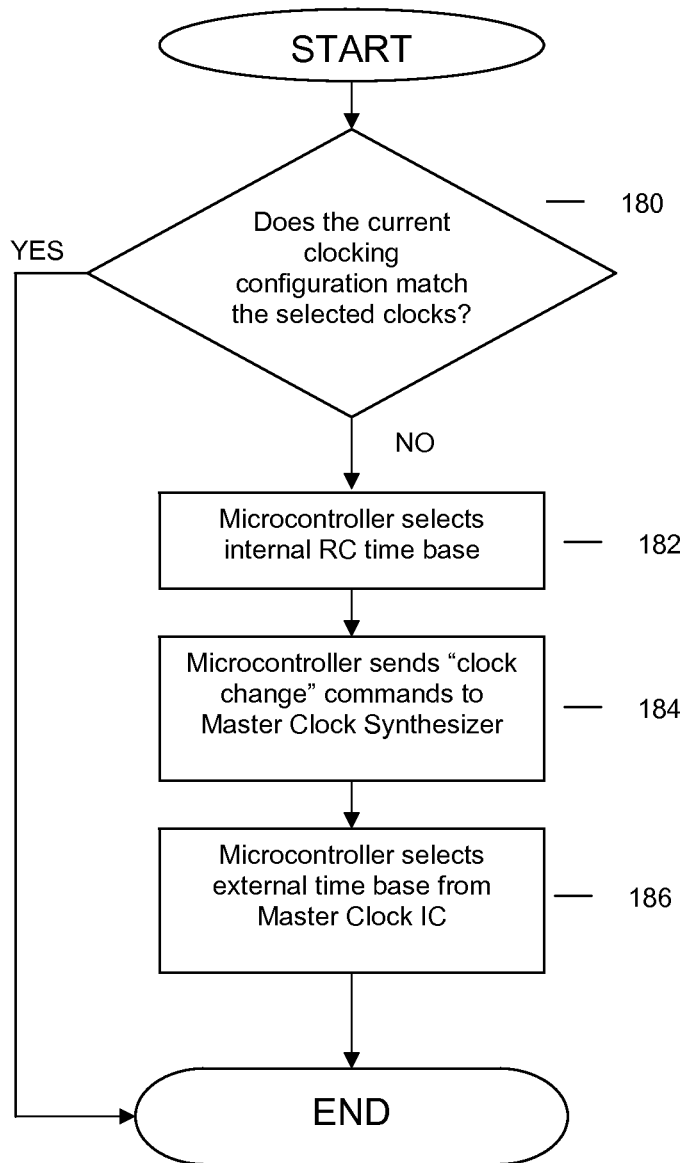 START
Does the current
clocking
configuration match
the selected clocks?
180
YES
NO
Microcontroller selects
internal RC time base
182
Microcontroller sends “clock
change” commands to
Master Clock Synthesizer
184
Microcontroller selects
external time base from
Master Clock IC
186
END